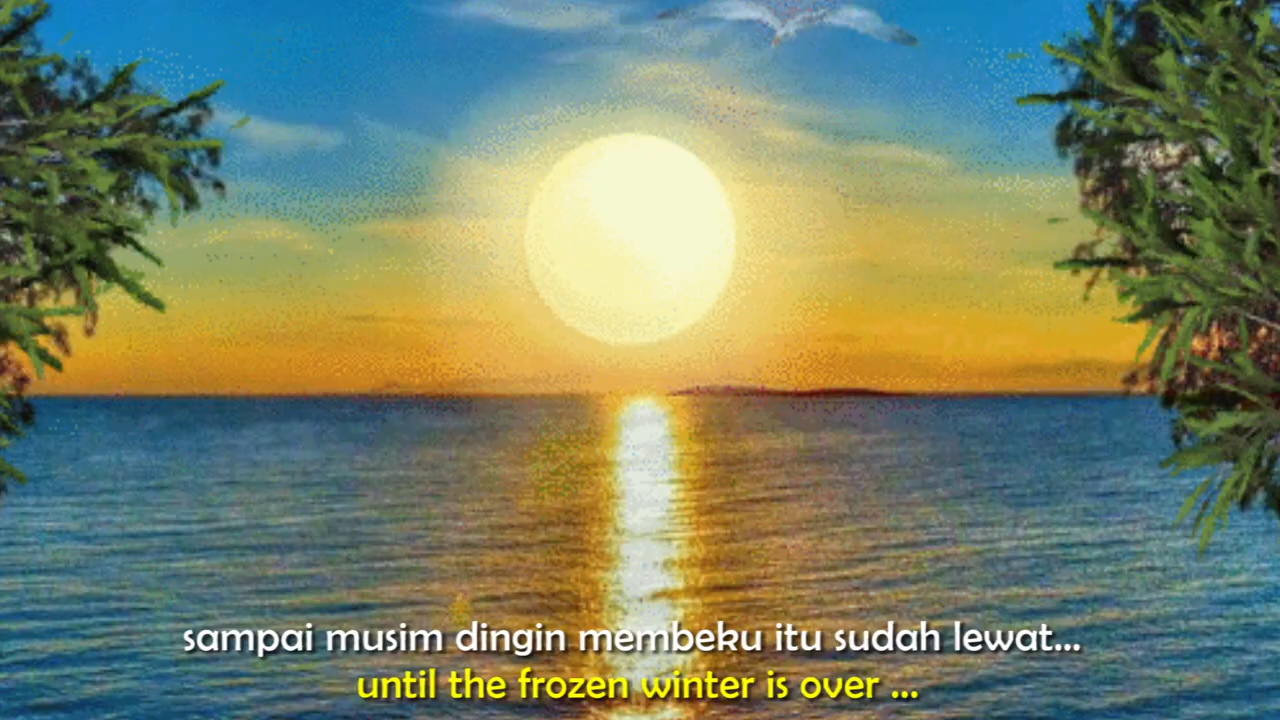 sampai musim dingin membeku itu sudah lewat...
until the frozen winter is over ...